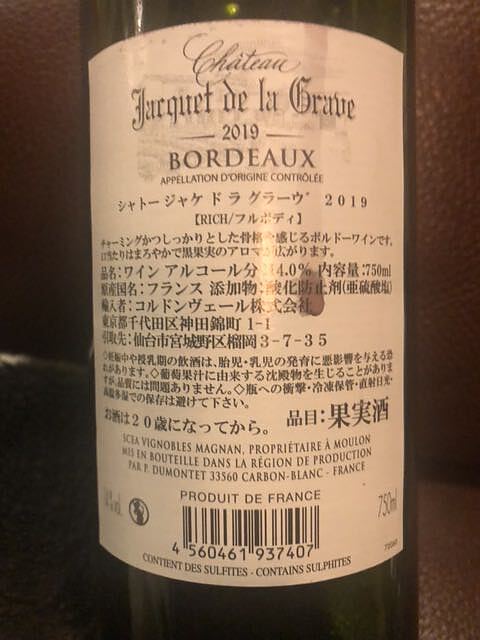 Château
Jacquet de la Grave
2019
BORDEAUX
APPELLATION D'ORIGINE CONTRÔLÉE
シャトー ジャケ ド ラ グラーヴ 2019
【RICH/フルボディ】
チャーミングかつしっかりとした骨格を感じるボルドーワインです。
口当たりはまろやかで黒果実のアロマが広がります。
品名:ワイン アルコール分:14.0% 内容量:750ml
原産国名:フランス 添加物:酸化防止剤(亜硫酸塩)
輸入者:コルドンヴェール株式会社
東京都千代田区神田錦町 1-1
引取先:仙台市宮城野区榴岡 3-7-35
◇妊娠中や授乳期の飲酒は、胎児・乳児の発育に悪影響を与える恐
れがあります。◇葡萄果汁に由来する沈殿物を生じることがありま
すが、品質には問題ありません。◇瓶への衝撃・冷凍保管・直射日光・
高温多湿での保存は避けて下さい。
お酒は20歳になってから。 品目:果実酒
SCEA VIGNOBLES MAGNAN, PROPRIÉTAIRE À MOULON
MIS EN BOUTEILLE DANS LA RÉGION DE PRODUCTION
PAR P. DUMONTET 33560 CARBON-BLANC - FRANCE
PRODUIT DE FRANCE
750ml
4 560461 937407
CONTIENT DES SULFITES - CONTAINS SULPHITES